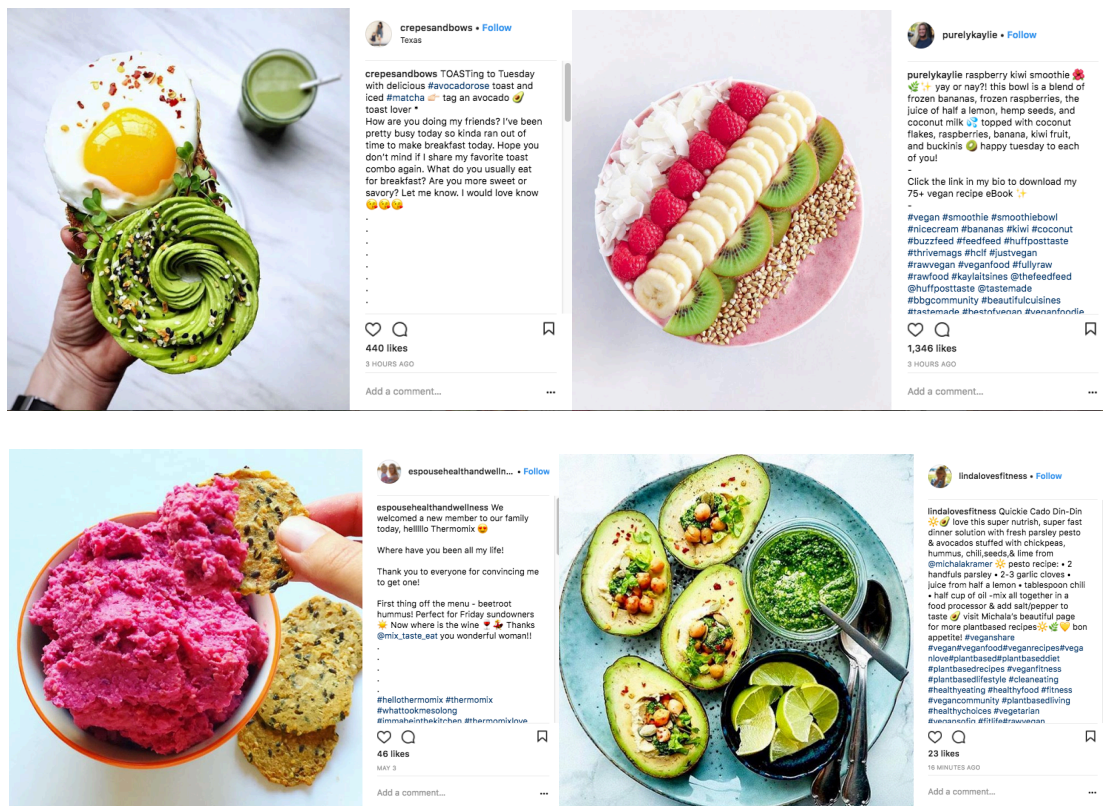 crepesandbows • Follow
Texas
crepesandbows TOASTing to Tuesday
with delicious #avocadorose toast and
iced #matcha 👉🏻 tag an avocado 🥑
toast lover *
How are you doing my friends? I've been
pretty busy today so kinda ran out of
time to make breakfast today. Hope you
don't mind if I share my favorite toast
combo again. What do you usually eat
for breakfast? Are you more sweet or
savory? Let me know. I would love know
😘😘😘
.
.
.
.
.
.
.
.
440 likes
3 HOURS AGO
Add a comment...
purelykaylie • Follow
purelykaylie raspberry kiwi smoothie 🌺
🌿✨ yay or nay?! this bowl is a blend of
frozen bananas, frozen raspberries, the
juice of half a lemon, hemp seeds, and
coconut milk 💦 topped with coconut
flakes, raspberries, banana, kiwi fruit,
and buckinis 🥝 happy tuesday to each
of you!
-
Click the link in my bio to download my
75+ vegan recipe eBook ✨
-
#vegan #smoothie #smoothiebowl
#nicecream #bananas #kiwi #coconut
#buzzfeed #feedfeed #huffposttaste
#thrivemags #hclf #justvegan
#rawvegan #veganfood #fullyraw
#rawfood #kaylaitsines @thefeedfeed
@huffposttaste @tastemade
#bbgcommunity #beautifulcuisines
#tastemade #bestofvegan #veganfoodie
1,346 likes
3 HOURS AGO
Add a comment...
espousehealthandwelln... • Follow
espousehealthandwellness We
welcomed a new member to our family
today, helllllo Thermomix 😍
Where have you been all my life!
Thank you to everyone for convincing me
to get one!
First thing off the menu - beetroot
hummus! Perfect for Friday sundowners
☀️ Now where is the wine 🍷💃 Thanks
@mix_taste_eat you wonderful woman!!
.
.
.
.
.
#hellothermomix #thermomix
#whattookmesolong
#immabeinthekitchen #thermomixlove
46 likes
MAY 3
Add a comment...
lindalovesfitness • Follow
lindalovesfitness Quickie Cado Din-Din
☀️🥑 love this super nutrish, super fast
dinner solution with fresh parsley pesto
& avocados stuffed with chickpeas,
hummus, chili,seeds,& lime from
@michalakramer ☀️ pesto recipe: • 2
handfuls parsley • 2-3 garlic cloves •
juice from half a lemon • tablespoon chili
• half cup of oil -mix all together in a
food processor & add salt/pepper to
taste 🥑 visit Michala's beautiful page
for more plantbased recipes☀️🌿💛 bon
appetite! #veganshare
#vegan#veganfood#veganrecipes#vega
nlove#plantbased#plantbaseddiet
#plantbasedrecipes #veganfitness
#plantbasedlifestyle #cleaneating
#healthyeating #healthyfood #fitness
#vegancommunity #plantbasedliving
#healthychoices #vegetarian
#vegansofig #fitlife#rawvegan
23 likes
16 MINUTES AGO
Add a comment...